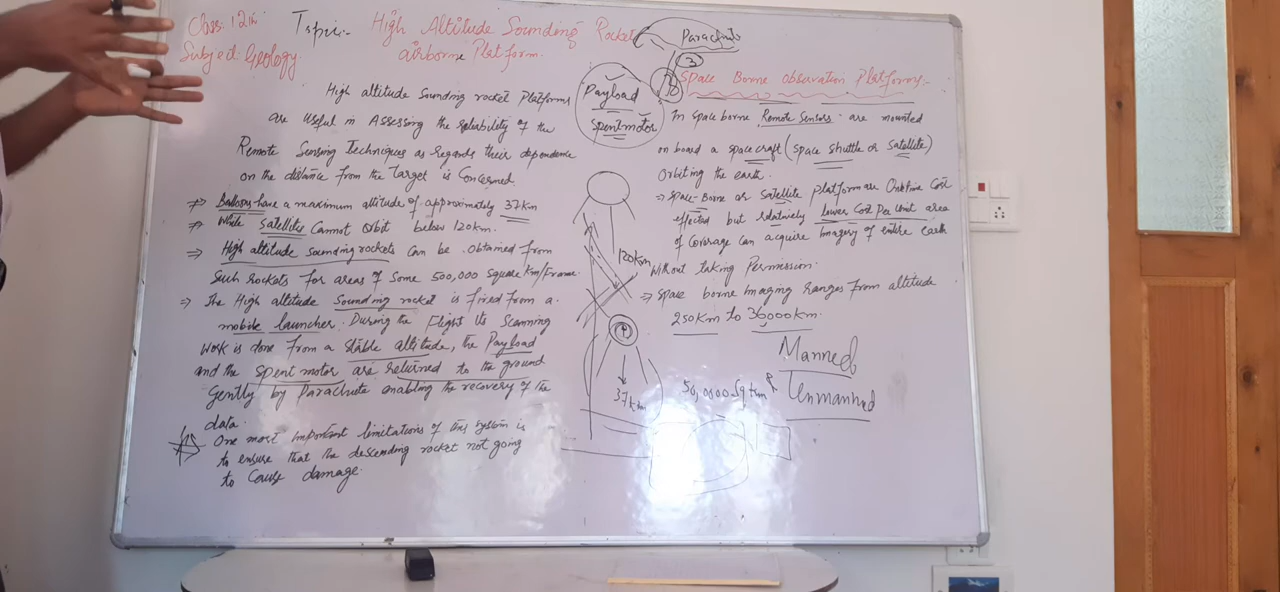 Class: 12th
Subject: Geology
Topic:- High Altitude Sounding Rocket
airborne Platform.
High altitude sounding rocket Platforms
are useful in Assessing the reliability of the
Remote Sensing Techniques as regards their dependence
on the distance from the Target is Concerned
⇒ Balloons have a maximum altitude of approximately 37km
⇒ While Satellites Cannot Orbit below 120km.
⇒ High altitude sounding rockets can be obtained from
Such rockets for areas of some 500,000 Square km/frame.
⇒ The High altitude Sounding rocket is fired from a
mobile launcher. During the Flight its Scanning
work is done from a Stable altitude, the Payload
and the Spent motor are returned to the ground
Gently by Parachute enabling the recovery of the
data.
One most important limitations of this system is
to ensure that the descending rocket not going
to Cause damage.
Parachute
3
Payload
Spent motor
120km
37km
50,0000 Sq km
Space Borne observation Platforms:-
In Space borne, Remote Sensors are mounted
on board a spacecraft (space shuttle or satellite)
Orbiting the earth.
⇒ Space-Borne or Satellite Platform are Onetime Cost
effected but relatively lower Cost Per Unit area
of Coverage can acquire Imagery of entire earth
Without taking Permission.
⇒ Space borne Imaging ranges from altitude
250km to 36,000km.
Manned
&
Unmanned